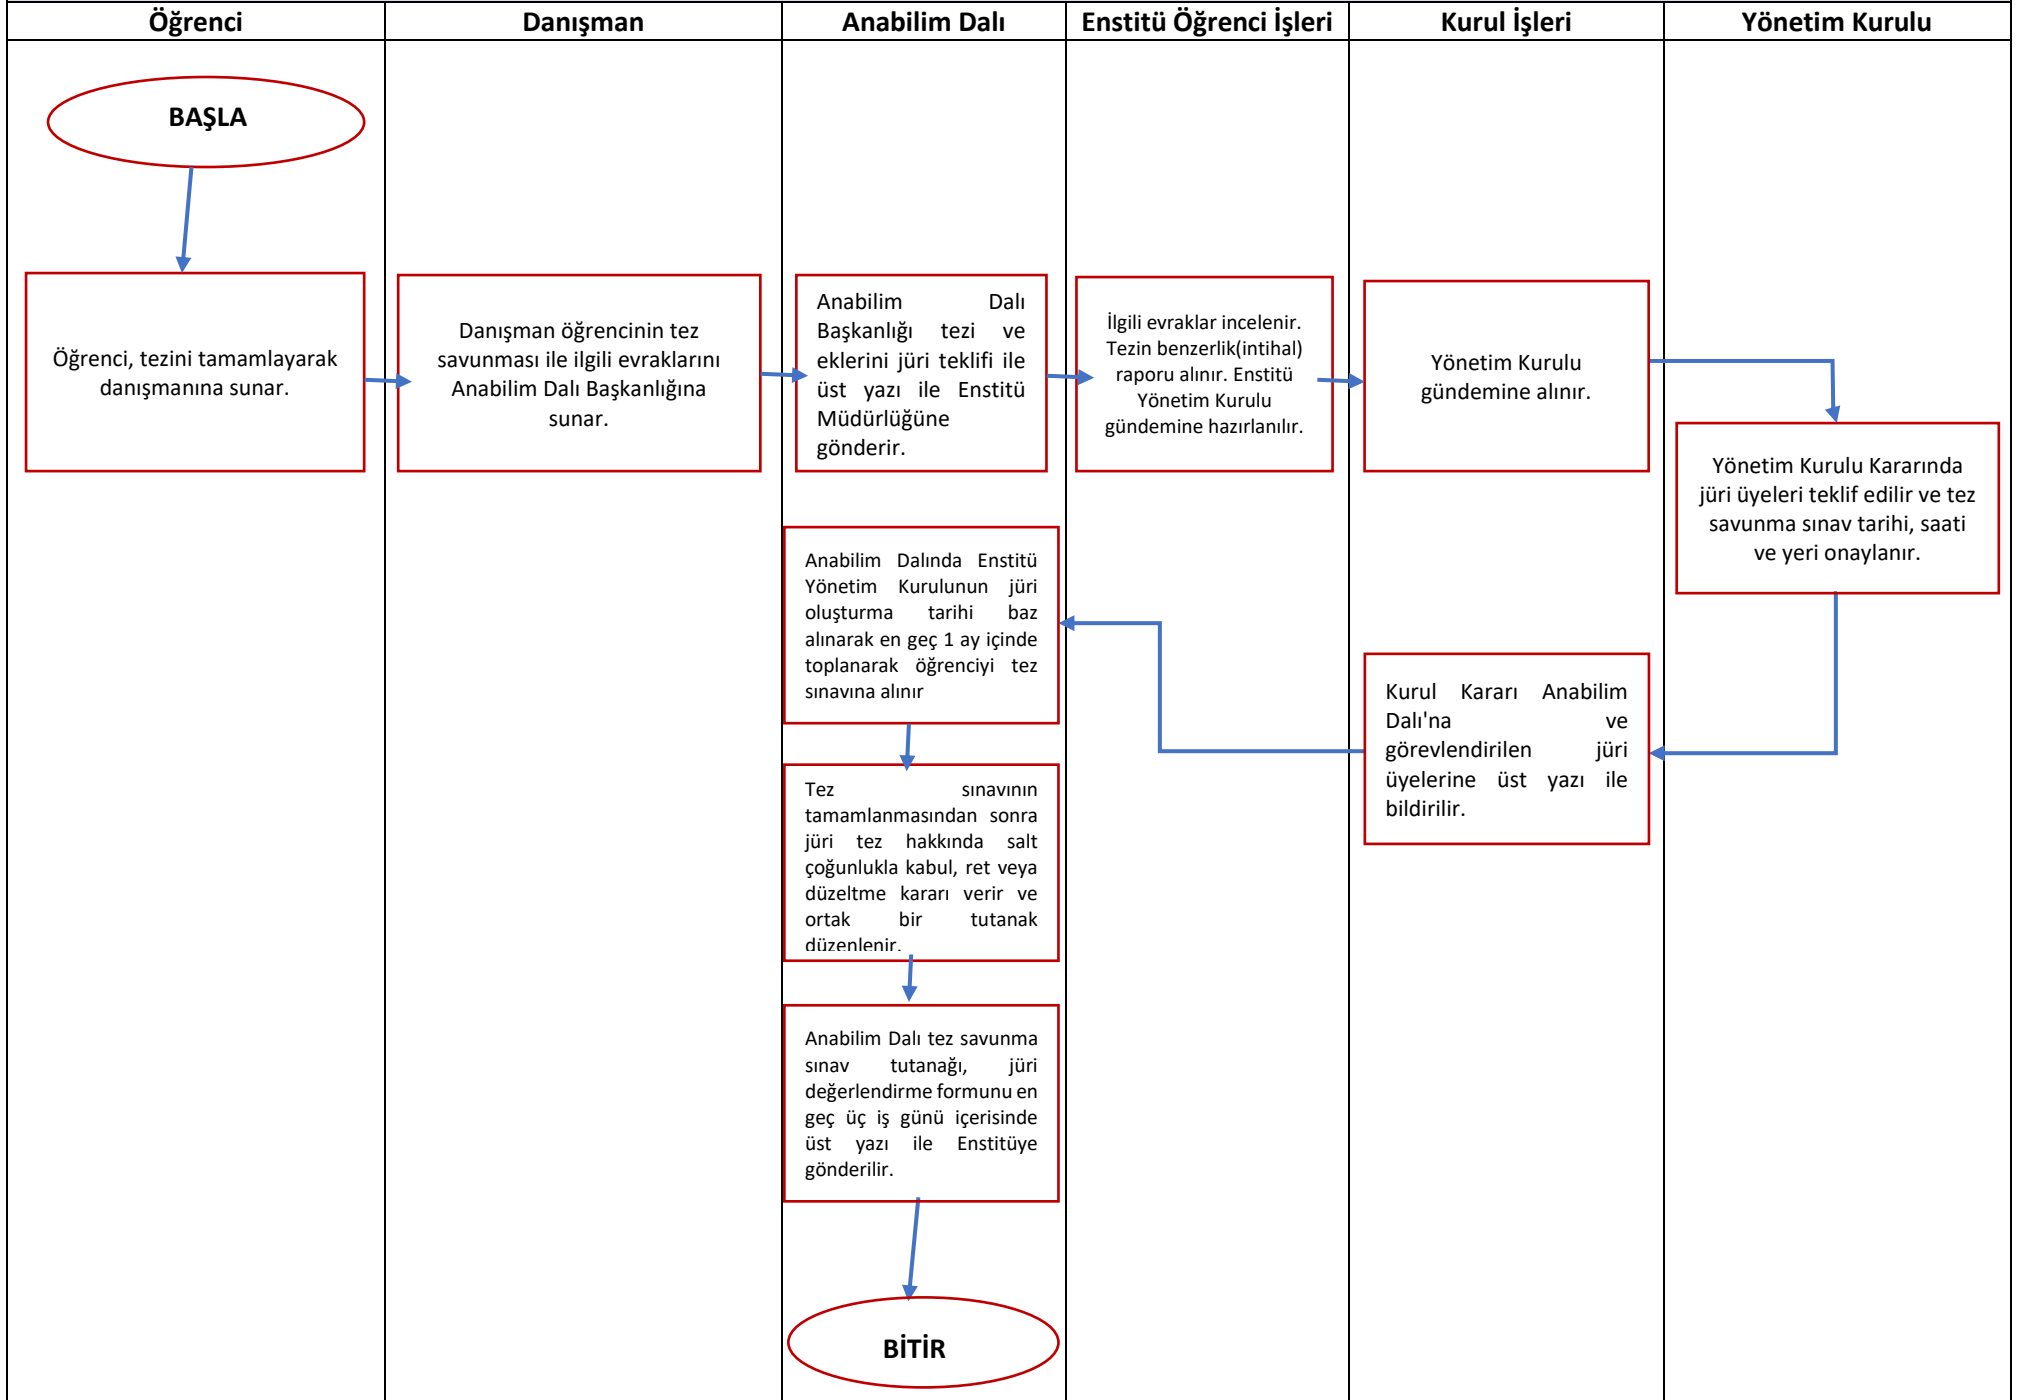 Öğrenci
Danışman
Anabilim Dalı
Enstitü Öğrenci İşleri
Kurul İşleri
Yönetim Kurulu
BAŞLA
Öğrenci, tezini tamamlayarak
danışmanına sunar.
Danışman öğrencinin tez
savunması ile ilgili evraklarını
Anabilim Dalı Başkanlığına
sunar.
Anabilim Dalı
Başkanlığı tezi ve
eklerini jüri teklifi ile
üst yazı ile Enstitü
Müdürlüğüne
gönderir.
İlgili evraklar incelenir.
Tezin benzerlik(intihal)
raporu alınır. Enstitü
Yönetim Kurulu
gündemine hazırlanılır.
Yönetim Kurulu
gündemine alınır.
Yönetim Kurulu Kararında
jüri üyeleri teklif edilir ve tez
savunma sınav tarihi, saati
ve yeri onaylanır.
Kurul Kararı Anabilim
Dalı'na ve
görevlendirilen jüri
üyelerine üst yazı ile
bildirilir.
Anabilim Dalında Enstitü
Yönetim Kurulunun jüri
oluşturma tarihi baz
alınarak en geç 1 ay içinde
toplanarak öğrenciyi tez
sınavına alınır
Tez sınavının
tamamlanmasından sonra
jüri tez hakkında salt
çoğunlukla kabul, ret veya
düzeltme kararı verir ve
ortak bir tutanak
düzenlenir.
Anabilim Dalı tez savunma
sınav tutanağı, jüri
değerlendirme formunu en
geç üç iş günü içerisinde
üst yazı ile Enstitüye
gönderilir.
BİTİR